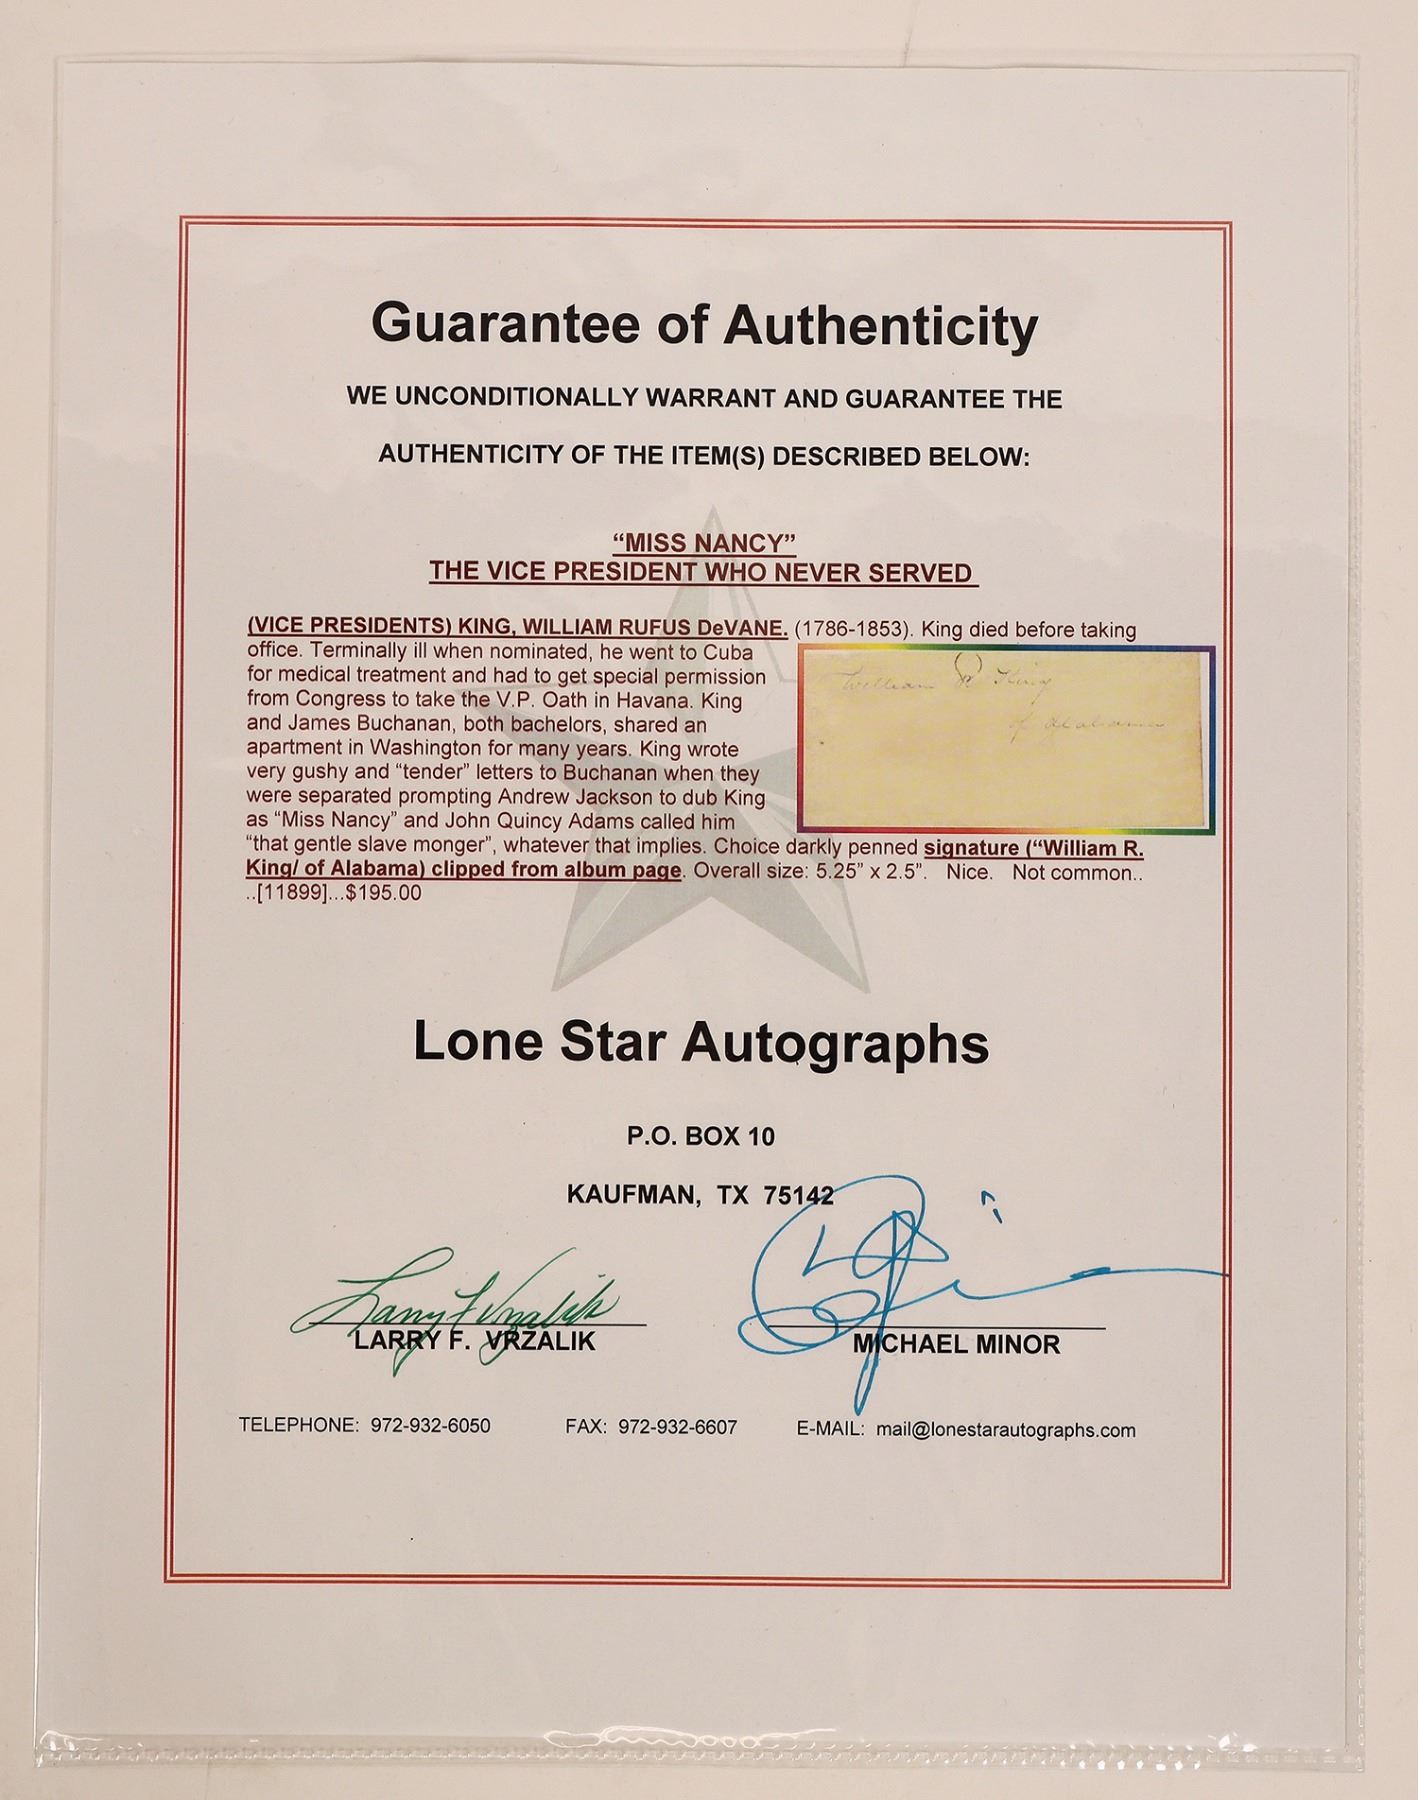 Guarantee of Authenticity
WE UNCONDITIONALLY WARRANT AND GUARANTEE THE
AUTHENTICITY OF THE ITEM(S) DESCRIBED BELOW:
“MISS NANCY”
THE VICE PRESIDENT WHO NEVER SERVED
(VICE PRESIDENTS) KING, WILLIAM RUFUS DeVANE. (1786-1853). King died before taking
office. Terminally ill when nominated, he went to Cuba
for medical treatment and had to get special permission
from Congress to take the V.P. Oath in Havana. King
and James Buchanan, both bachelors, shared an
apartment in Washington for many years. King wrote
very gushy and “tender” letters to Buchanan when they
were separated prompting Andrew Jackson to dub King
as “Miss Nancy” and John Quincy Adams called him
“that gentle slave monger”, whatever that implies. Choice darkly penned signature (“William R.
King/ of Alabama) clipped from album page. Overall size: 5.25” x 2.5”. Nice. Not common..
..[11899]...$195.00
William R. King
of Alabama
Lone Star Autographs
P.O. BOX 10
KAUFMAN, TX 75142
Larry F Vrzalik
LARRY F. VRZALIK
MICHAEL MINOR
TELEPHONE: 972-932-6050 FAX: 972-932-6607 E-MAIL: mail@lonestarautographs.com